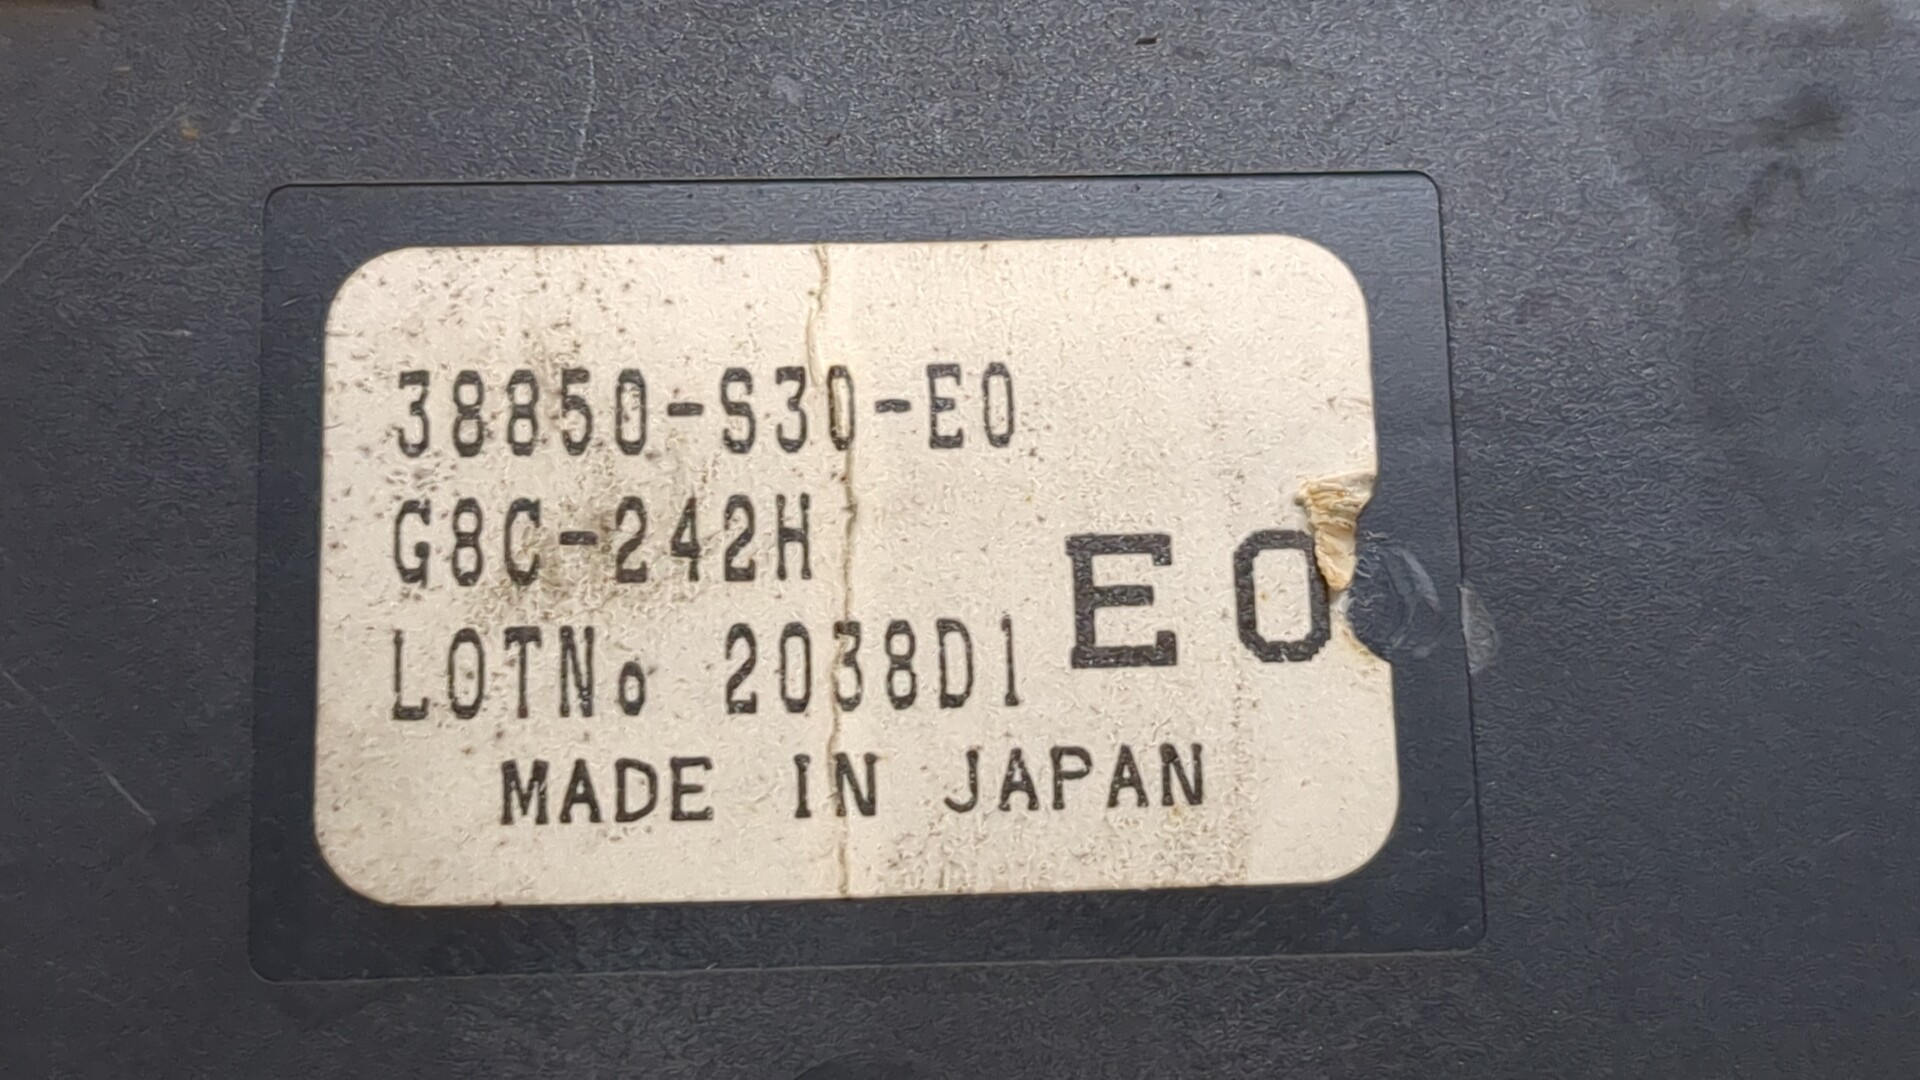 38850-S30-E0
G8C-242H
LOTNo 2038D1
E0
MADE IN JAPAN